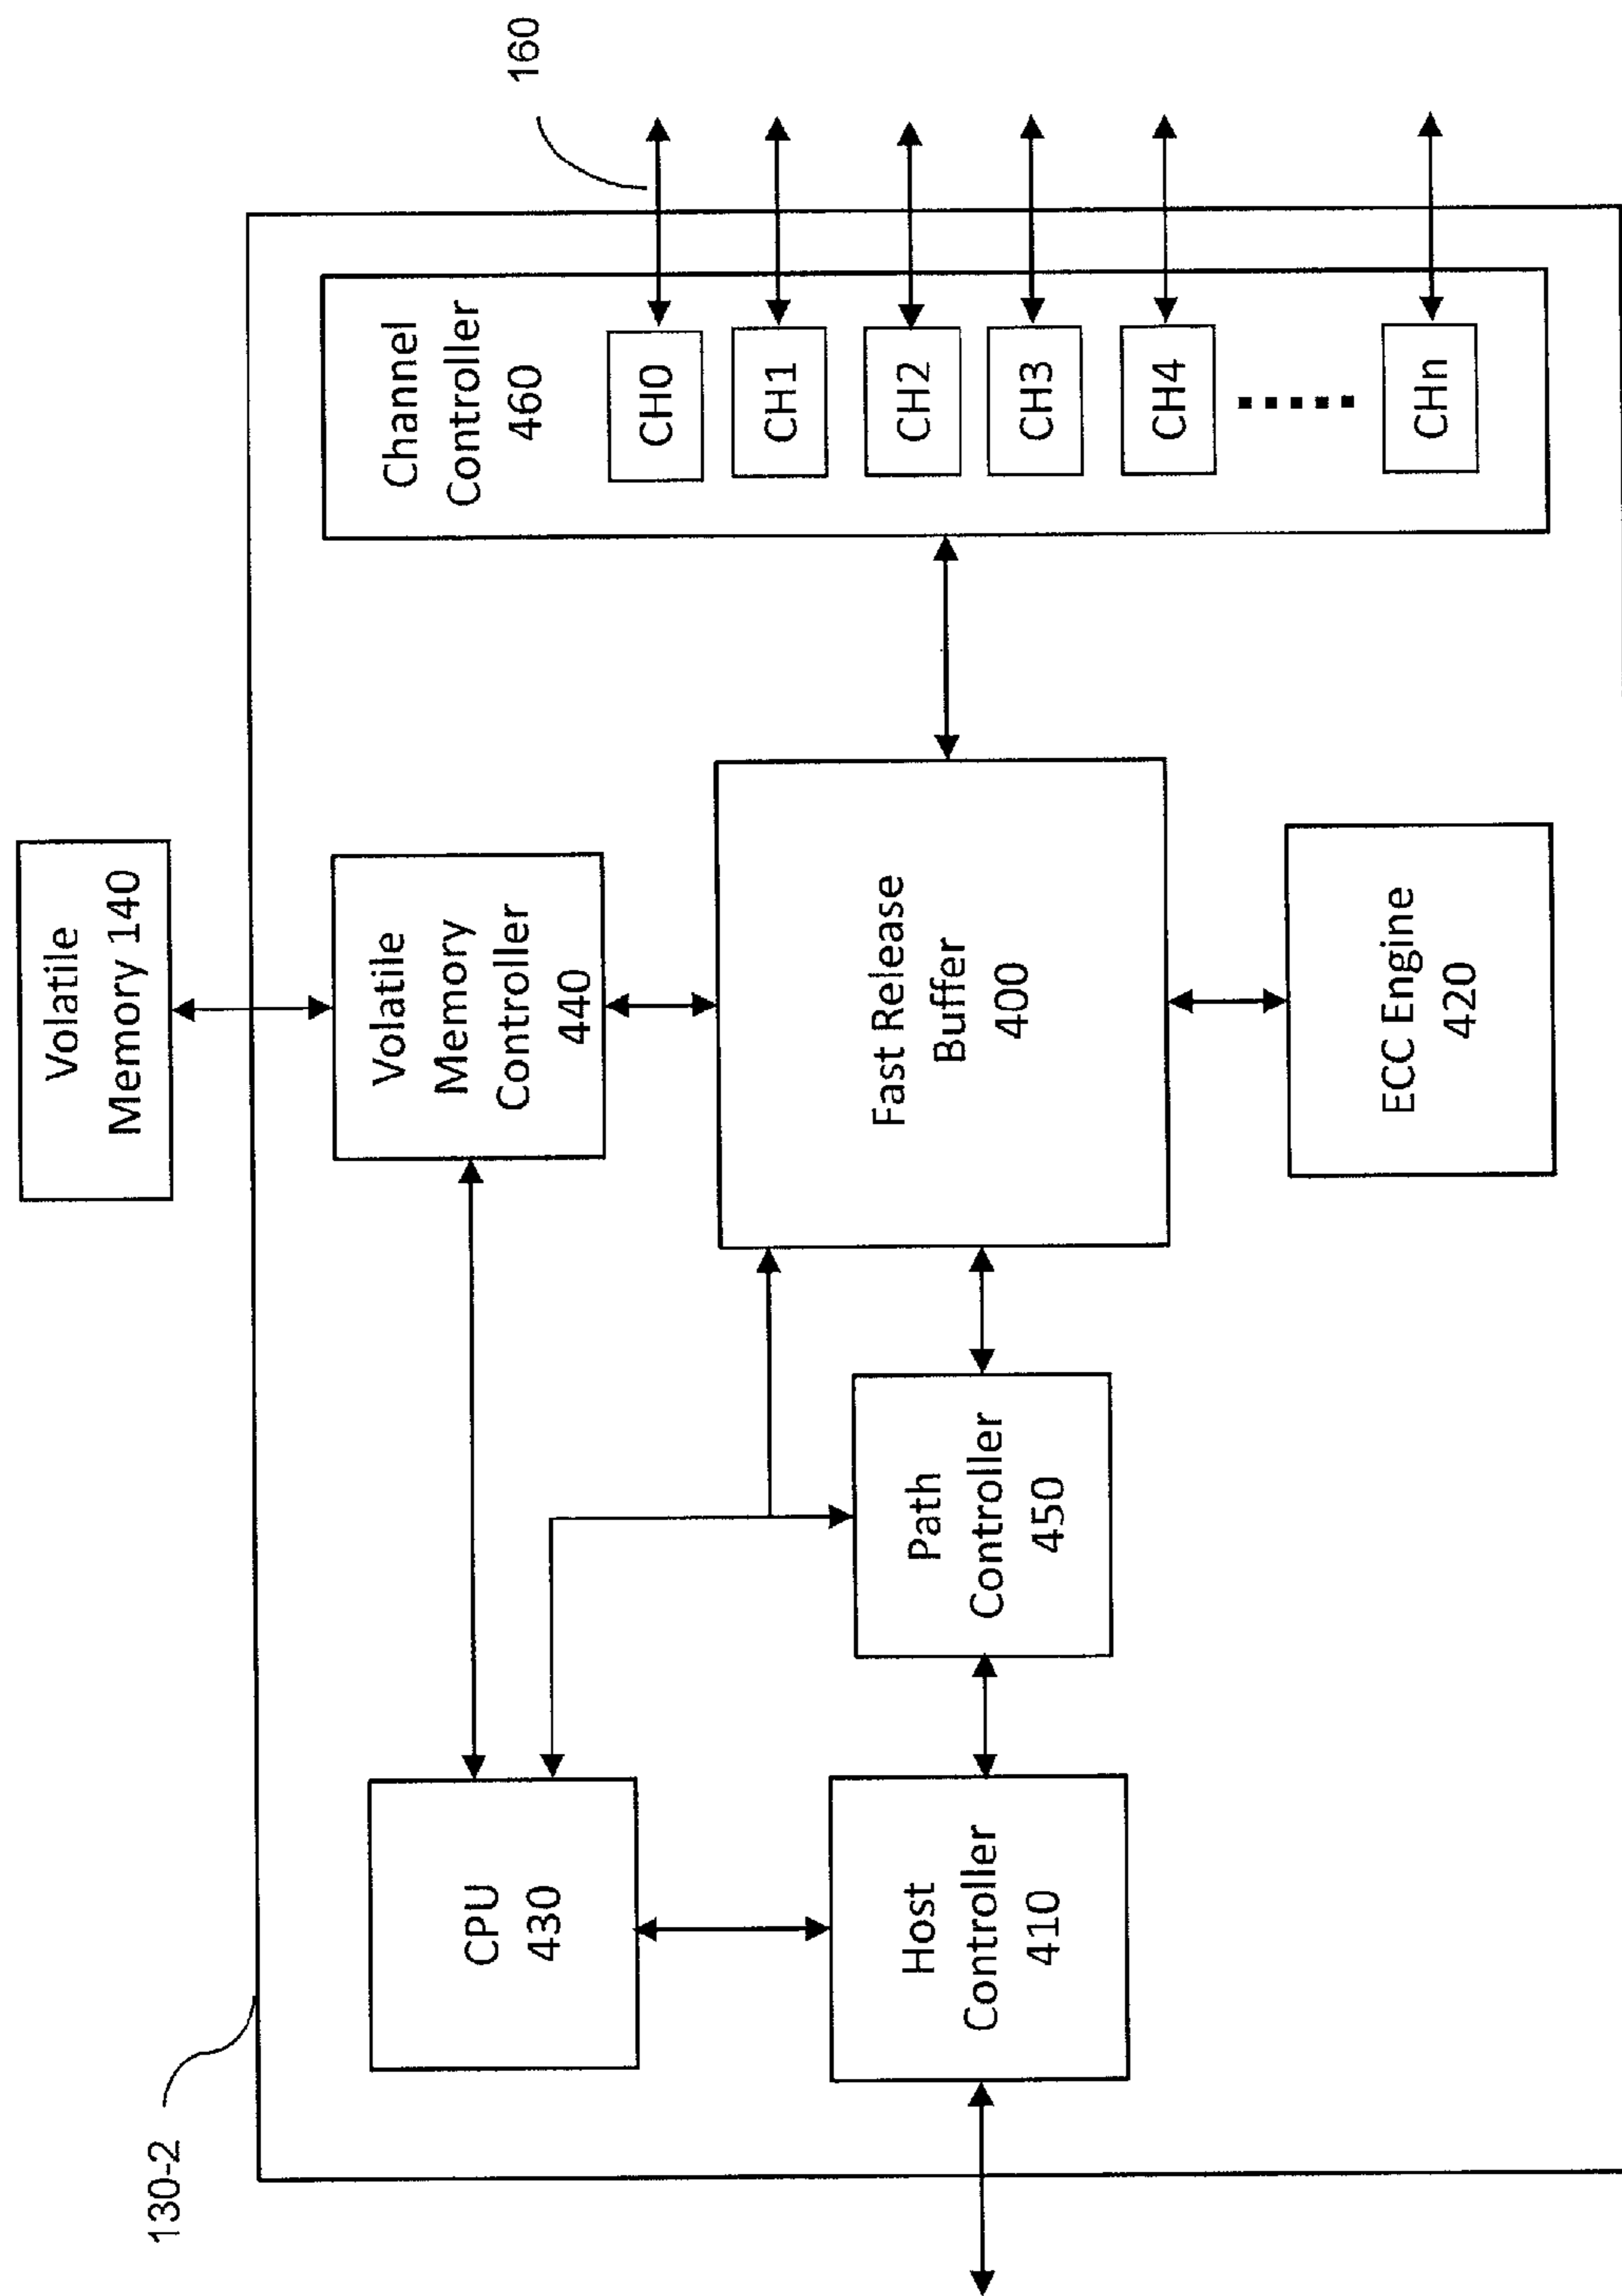 130-2
Volatile
Memory 140
160
CPU
430
Volatile
Memory
Controller
440
Channel
Controller
460
CH0
CH1
CH2
CH3
CH4
CHn
Host
Controller
410
Path
Controller
450
Fast Release
Buffer
400
ECC Engine
420